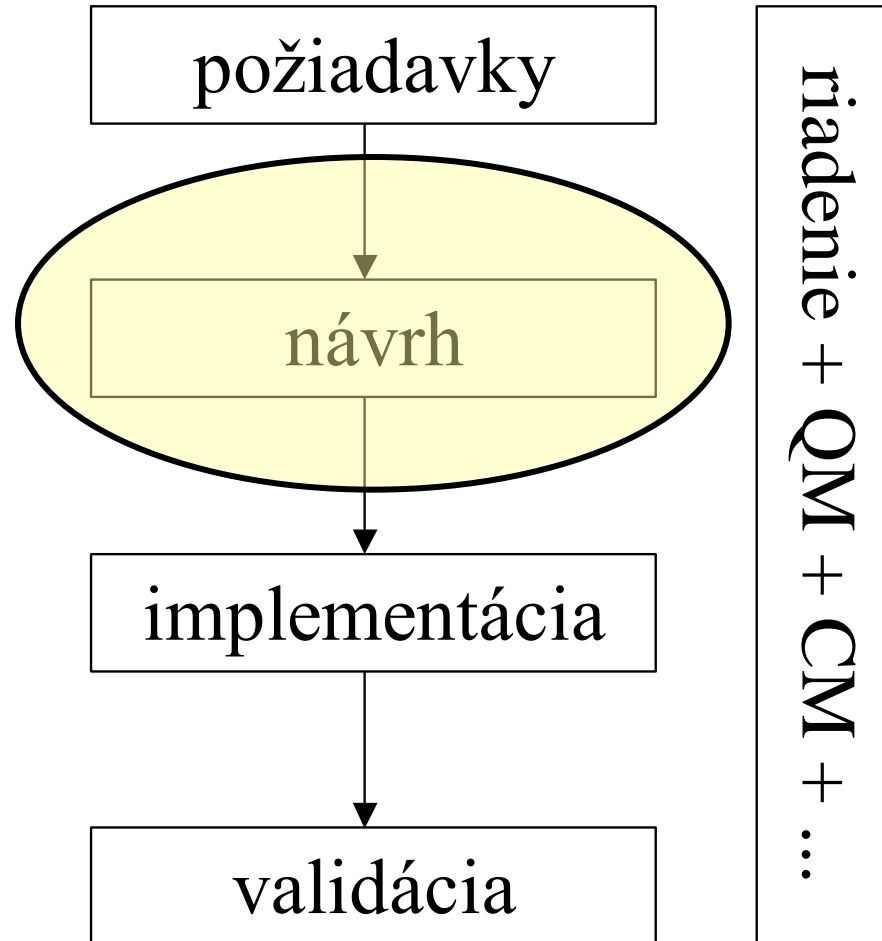 požiadavky
návrh
implementácia
validácia
riadenie + QM + CM + ...